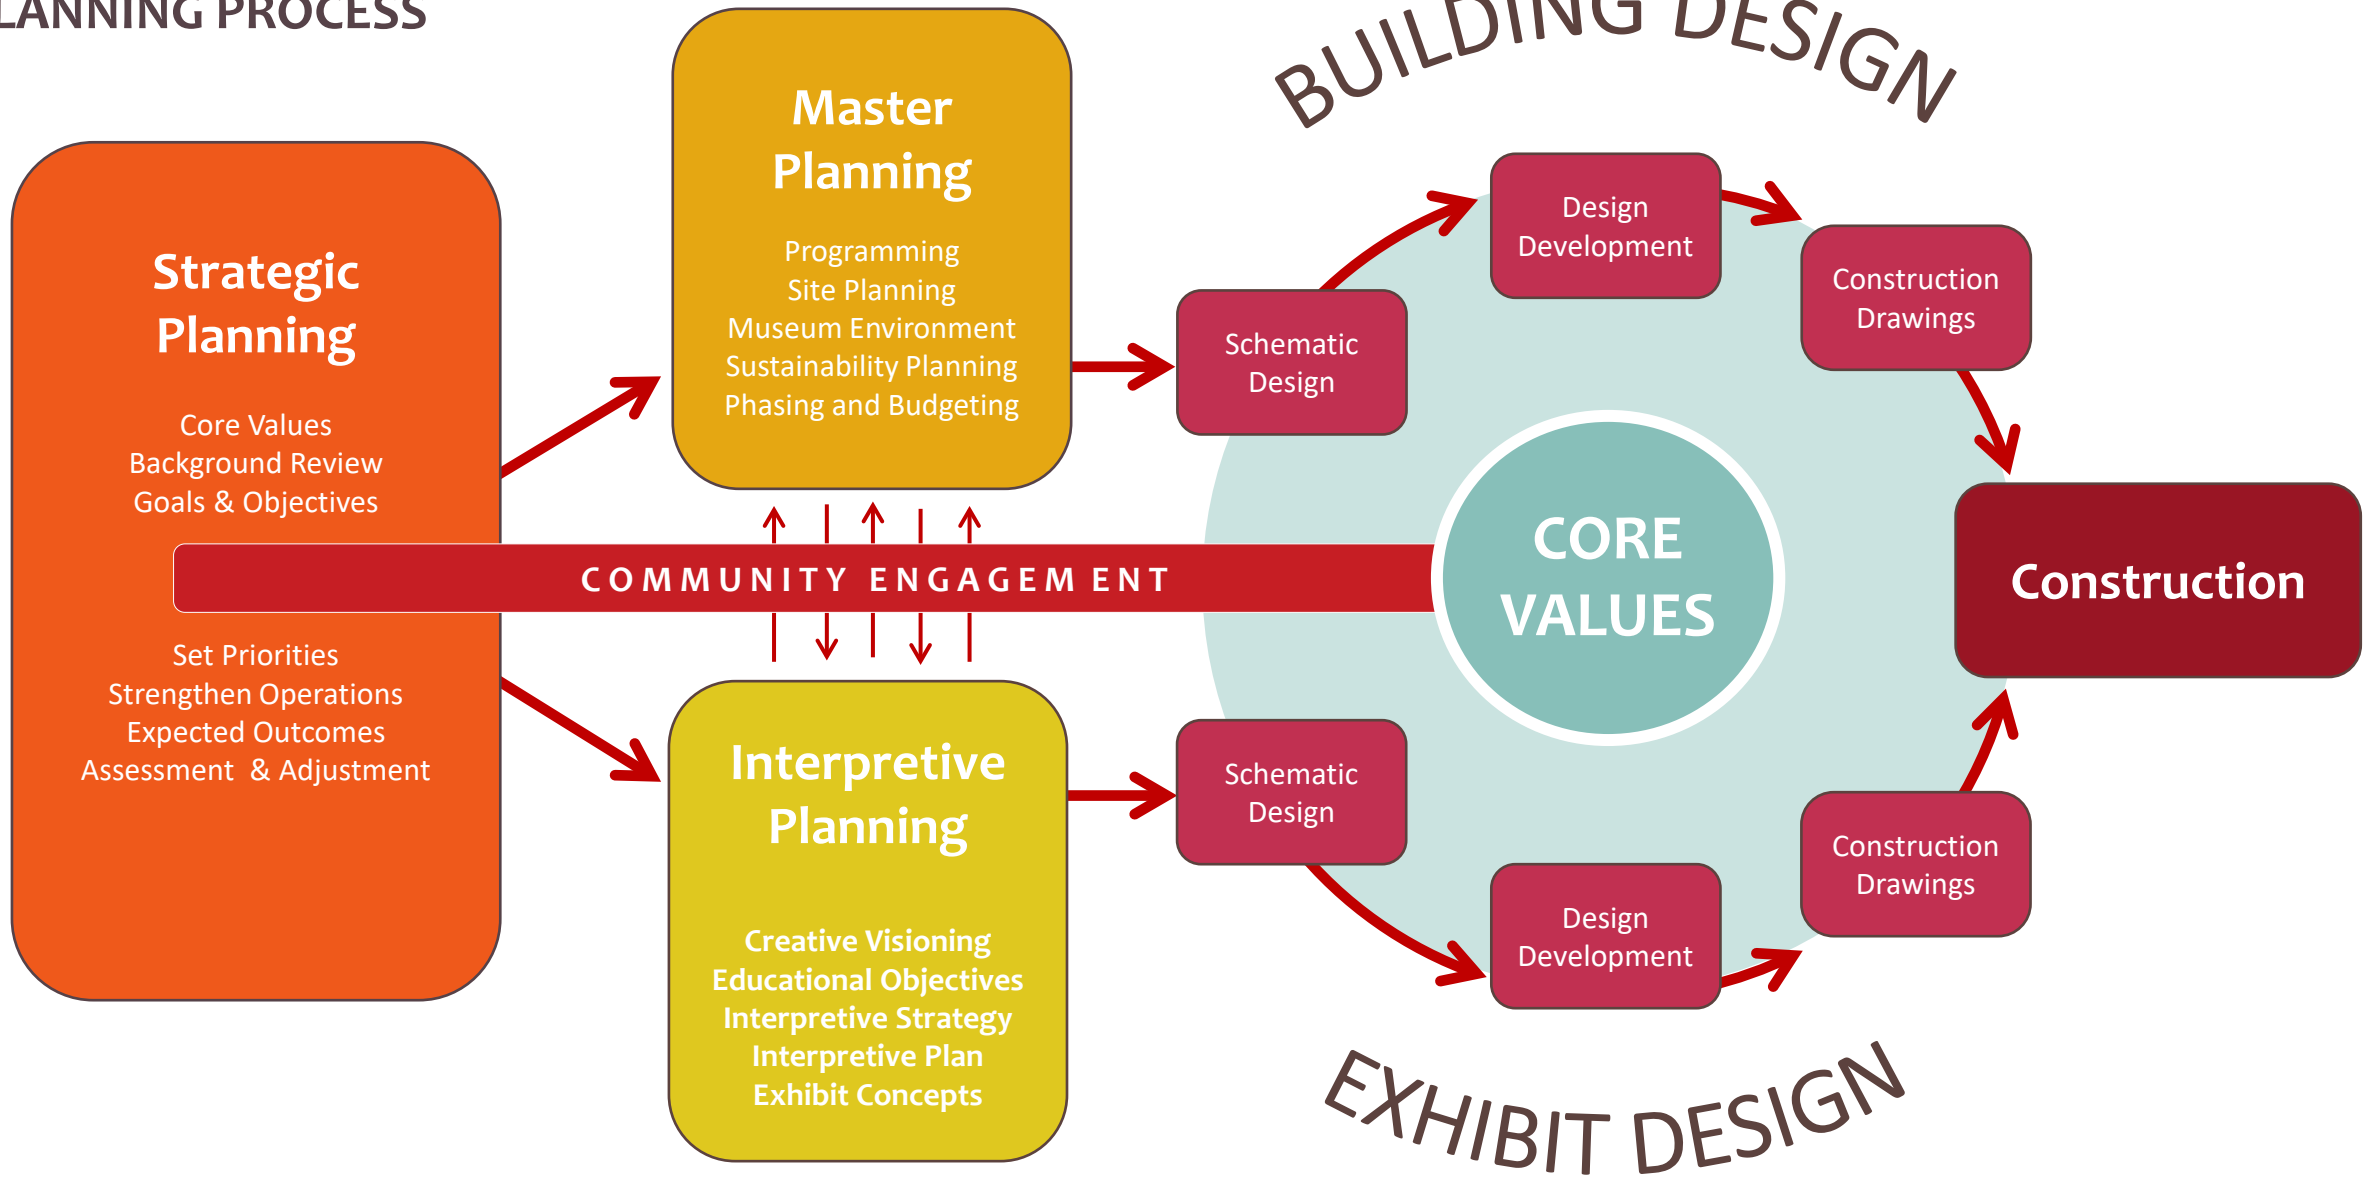 LANNING PROCESS
Strategic
Planning
Core Values
Background Review
Goals & Objectives
Set Priorities
Strengthen Operations
Expected Outcomes
Assessment & Adjustment
Master
Planning
Programming
Site Planning
Museum Environment
Sustainability Planning
Phasing and Budgeting
COMMUNITY ENGAGEMENT
Interpretive
Planning
Creative Visioning
Educational Objectives
Interpretive Strategy
Interpretive Plan
Exhibit Concepts
BUILDING DESIGN
Schematic
Design
Design
Development
Construction
Drawings
CORE
VALUES
Construction
Schematic
Design
Design
Development
Construction
Drawings
EXHIBIT DESIGN